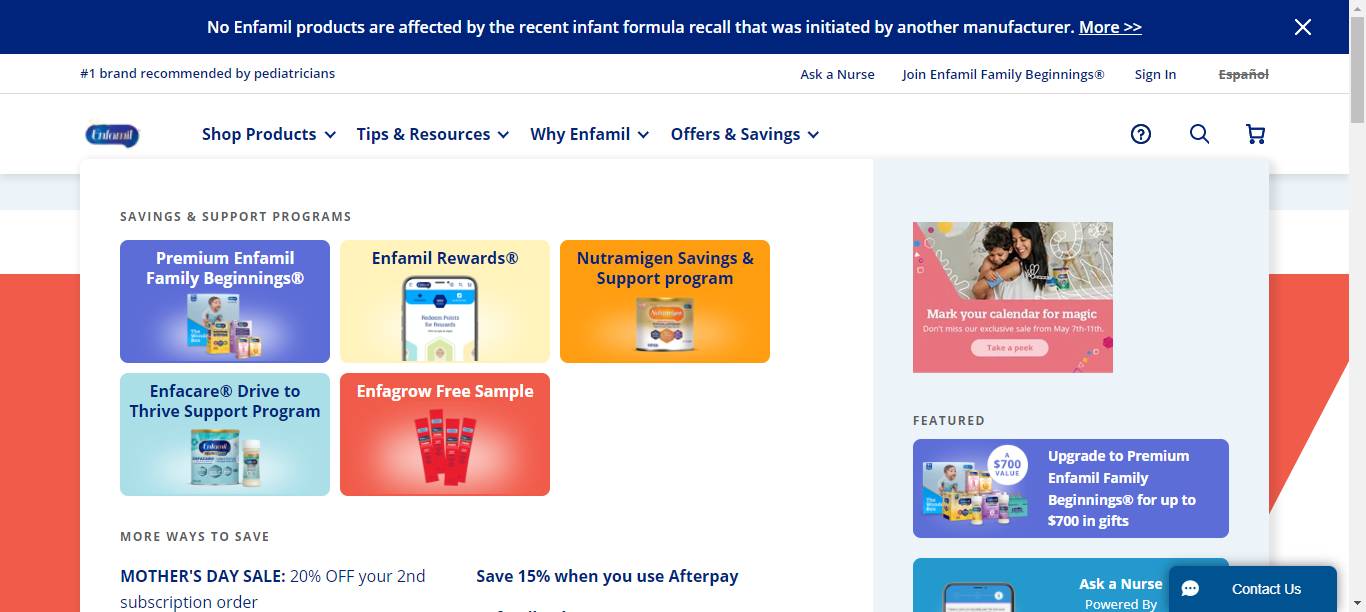 No Enfamil products are affected by the recent infant formula recall that was initiated by another manufacturer. More >>
#1 brand recommended by pediatricians
Ask a Nurse
Join Enfamil Family Beginnings®
Sign In
Español
Enfamil
Shop Products
Tips & Resources
Why Enfamil
Offers & Savings
SAVINGS & SUPPORT PROGRAMS
Premium Enfamil
Family Beginnings®
Enfamil Rewards®
Redeem Points
for Rewards
Nutramigen Savings &
Support program
Nutramigen
Enfacare® Drive to
Thrive Support Program
Enfamil
Enfagrow Free Sample
MORE WAYS TO SAVE
MOTHER'S DAY SALE: 20% OFF your 2nd
subscription order
Save 15% when you use Afterpay
Mark your calendar for magic
Don't miss our exclusive sale from May 7th-11th.
Take a peek
FEATURED
A
$700
VALUE
Upgrade to Premium
Enfamil Family
Beginnings® for up to
$700 in gifts
Ask a Nurse
Powered By
Contact Us